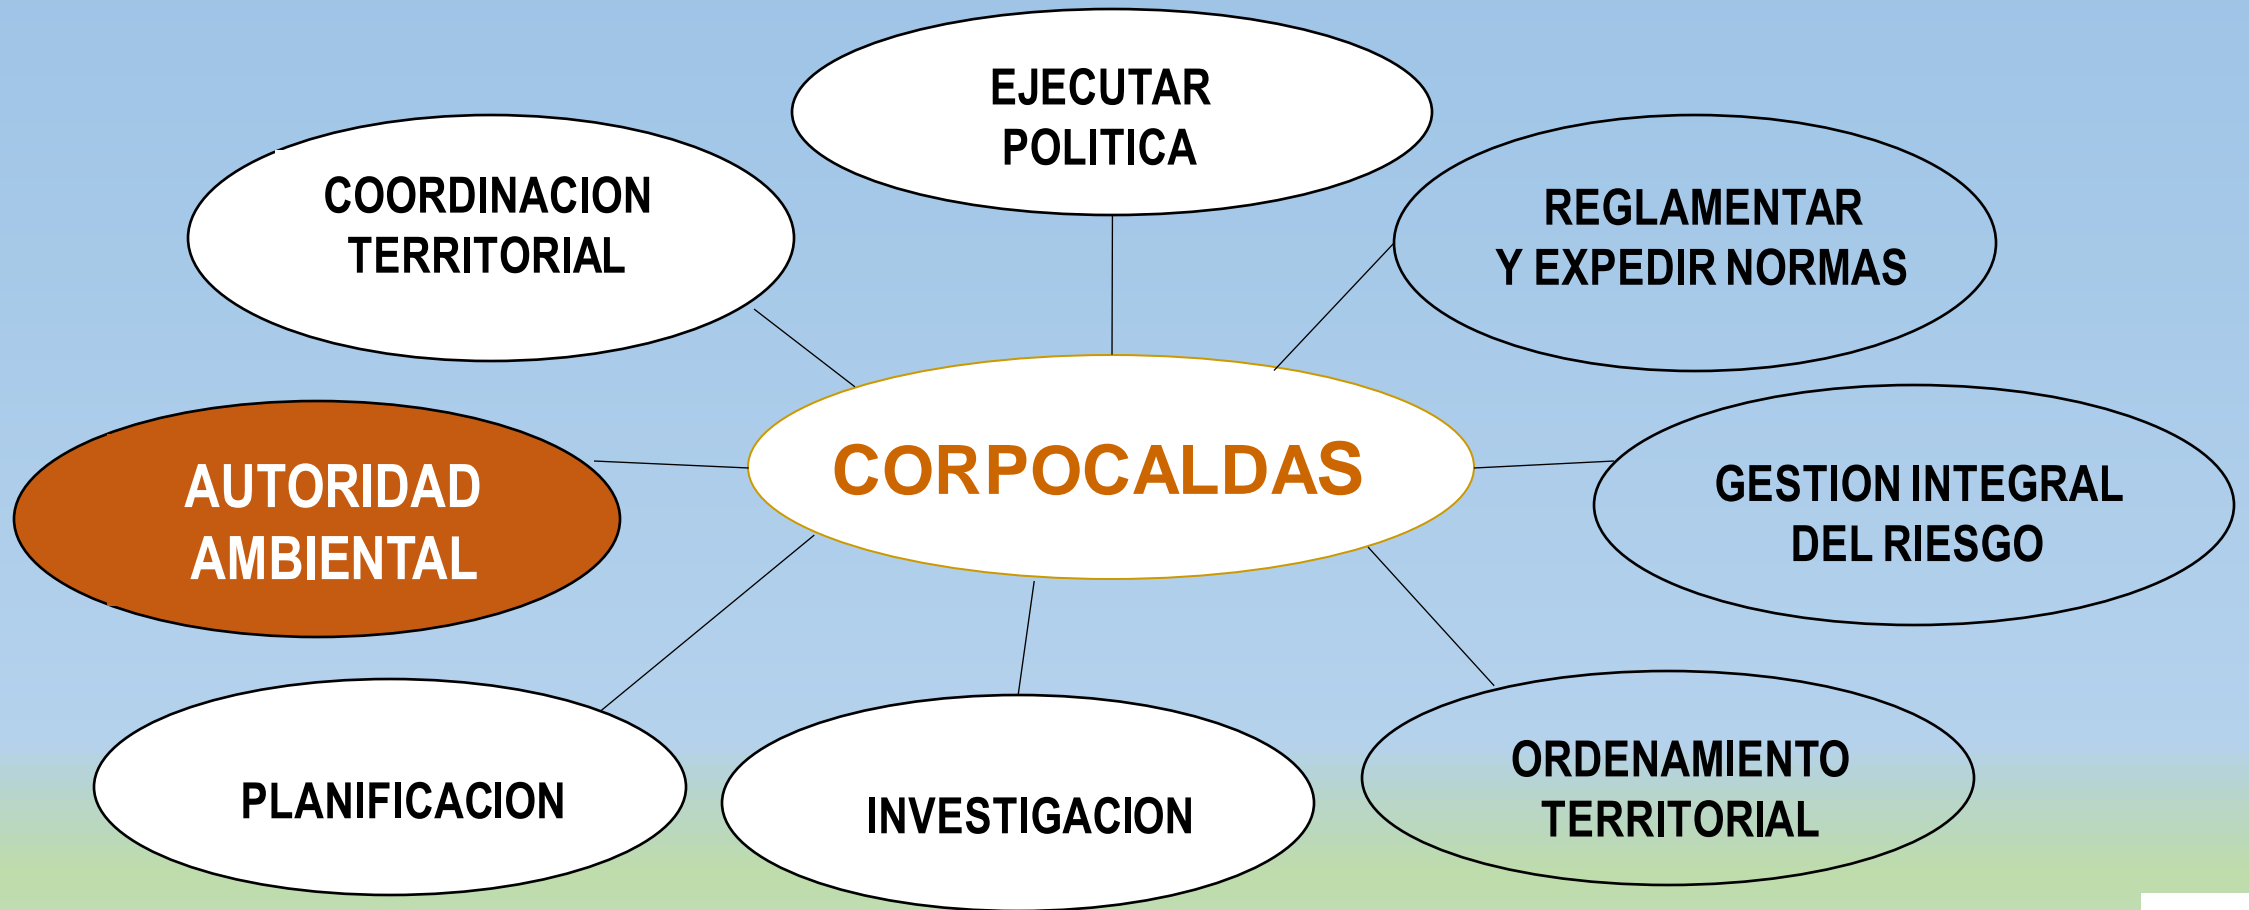 EJECUTAR
POLITICA
COORDINACION
TERRITORIAL
REGLAMENTAR
Y EXPEDIR NORMAS
CORPOCALDAS
AUTORIDAD
AMBIENTAL
GESTION INTEGRAL
DEL RIESGO
PLANIFICACION
INVESTIGACION
ORDENAMIENTO
TERRITORIAL